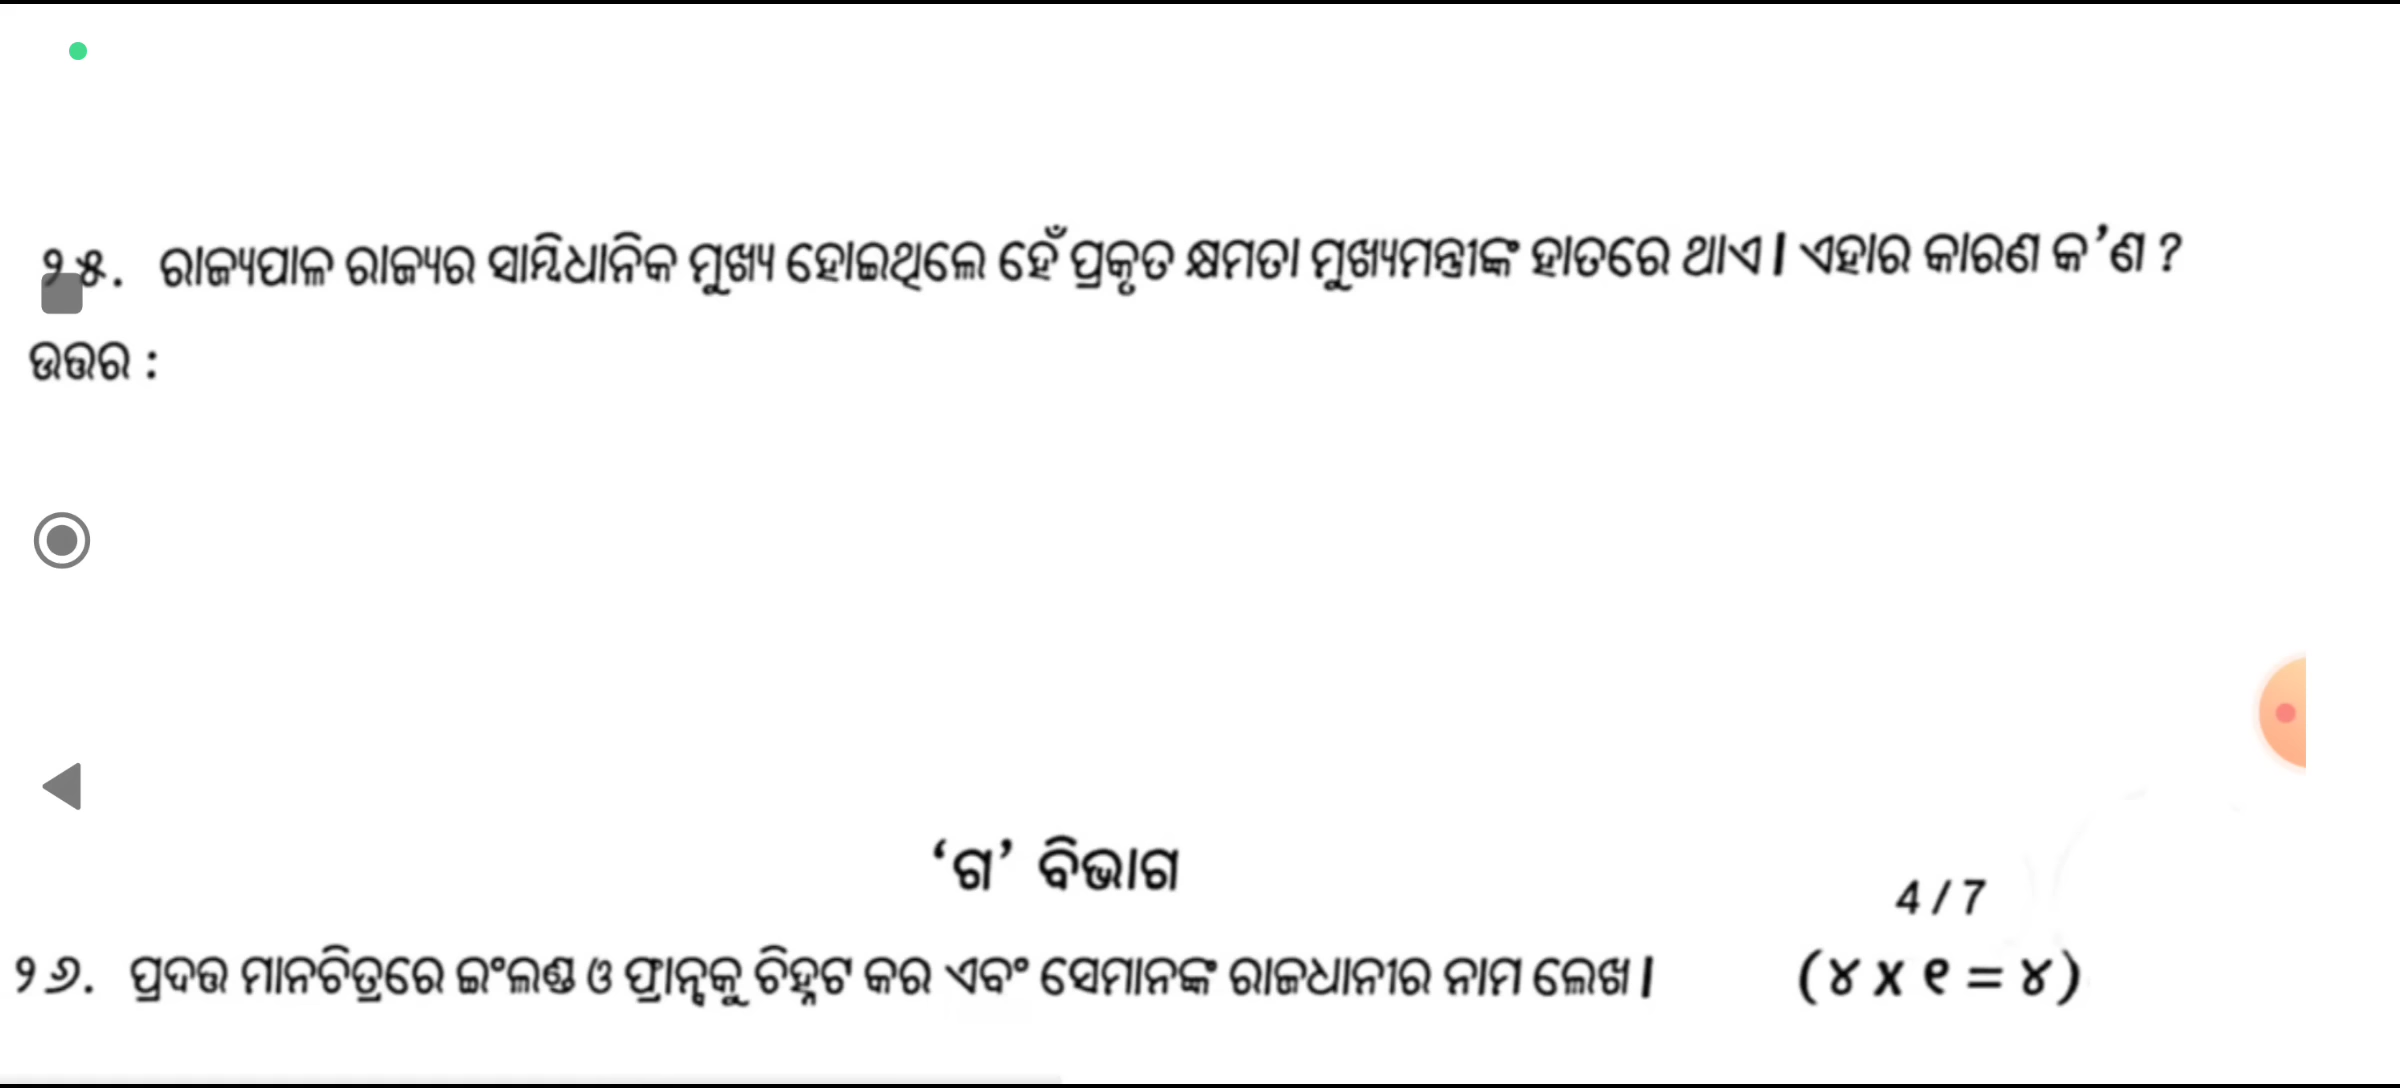 ୨୫. ରାଜ୍ୟପାଳ ରାଜ୍ୟର ସାମ୍ବିଧାନିକ ମୁଖ୍ୟ ହୋଇଥିଲେ ହେଁ ପ୍ରକୃତ କ୍ଷମତା ମୁଖ୍ୟମନ୍ତ୍ରୀଙ୍କ ହାତରେ ଥାଏ। ଏହାର କାରଣ କ'ଣ ?
ଉତ୍ତର :
‘ଗ’ ବିଭାଗ
4 / 7
୨୬. ପ୍ରଦତ୍ତ ମାନଚିତ୍ରରେ ଇଂଲଣ୍ଡ ଓ ଫ୍ରାନ୍ସକୁ ଚିହ୍ନଟ କର ଏବଂ ସେମାନଙ୍କ ରାଜଧାନୀର ନାମ ଲେଖ। (୪ x ୧ = ୪)